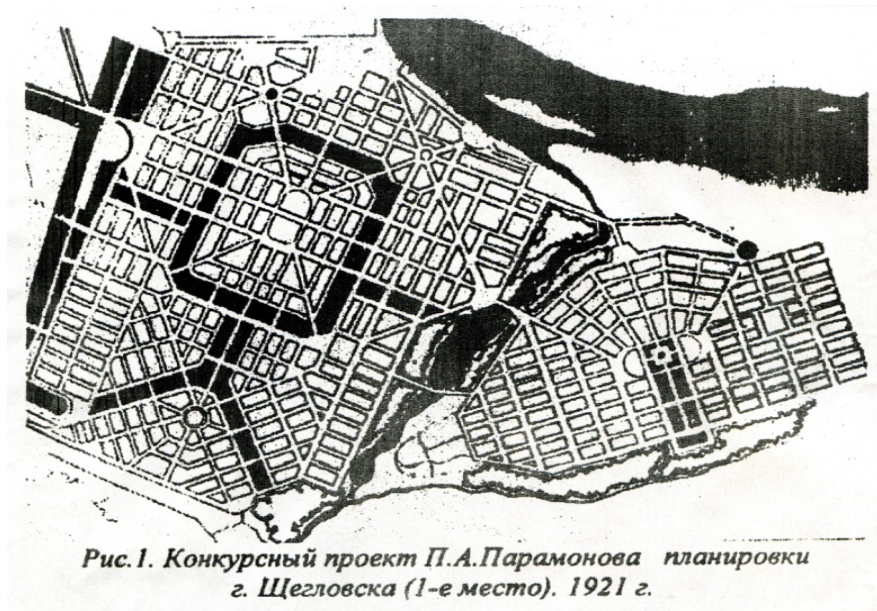 Рис.1. Конкурсный проект П.А.Парамонова планировки
г. Щегловска (1-е место). 1921 г.